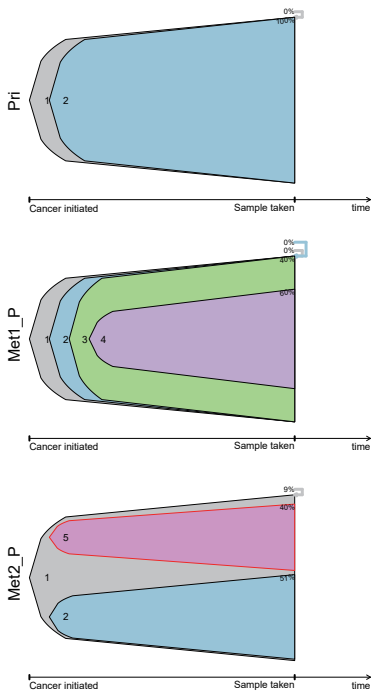 0%
100%
Pri
1 2
Cancer initiated Sample taken time
0%
0%
40%
60%
Met1_P
1 2 3 4
Cancer initiated Sample taken time
9%
40%
5
Met2_P
1
51%
2
Cancer initiated Sample taken time